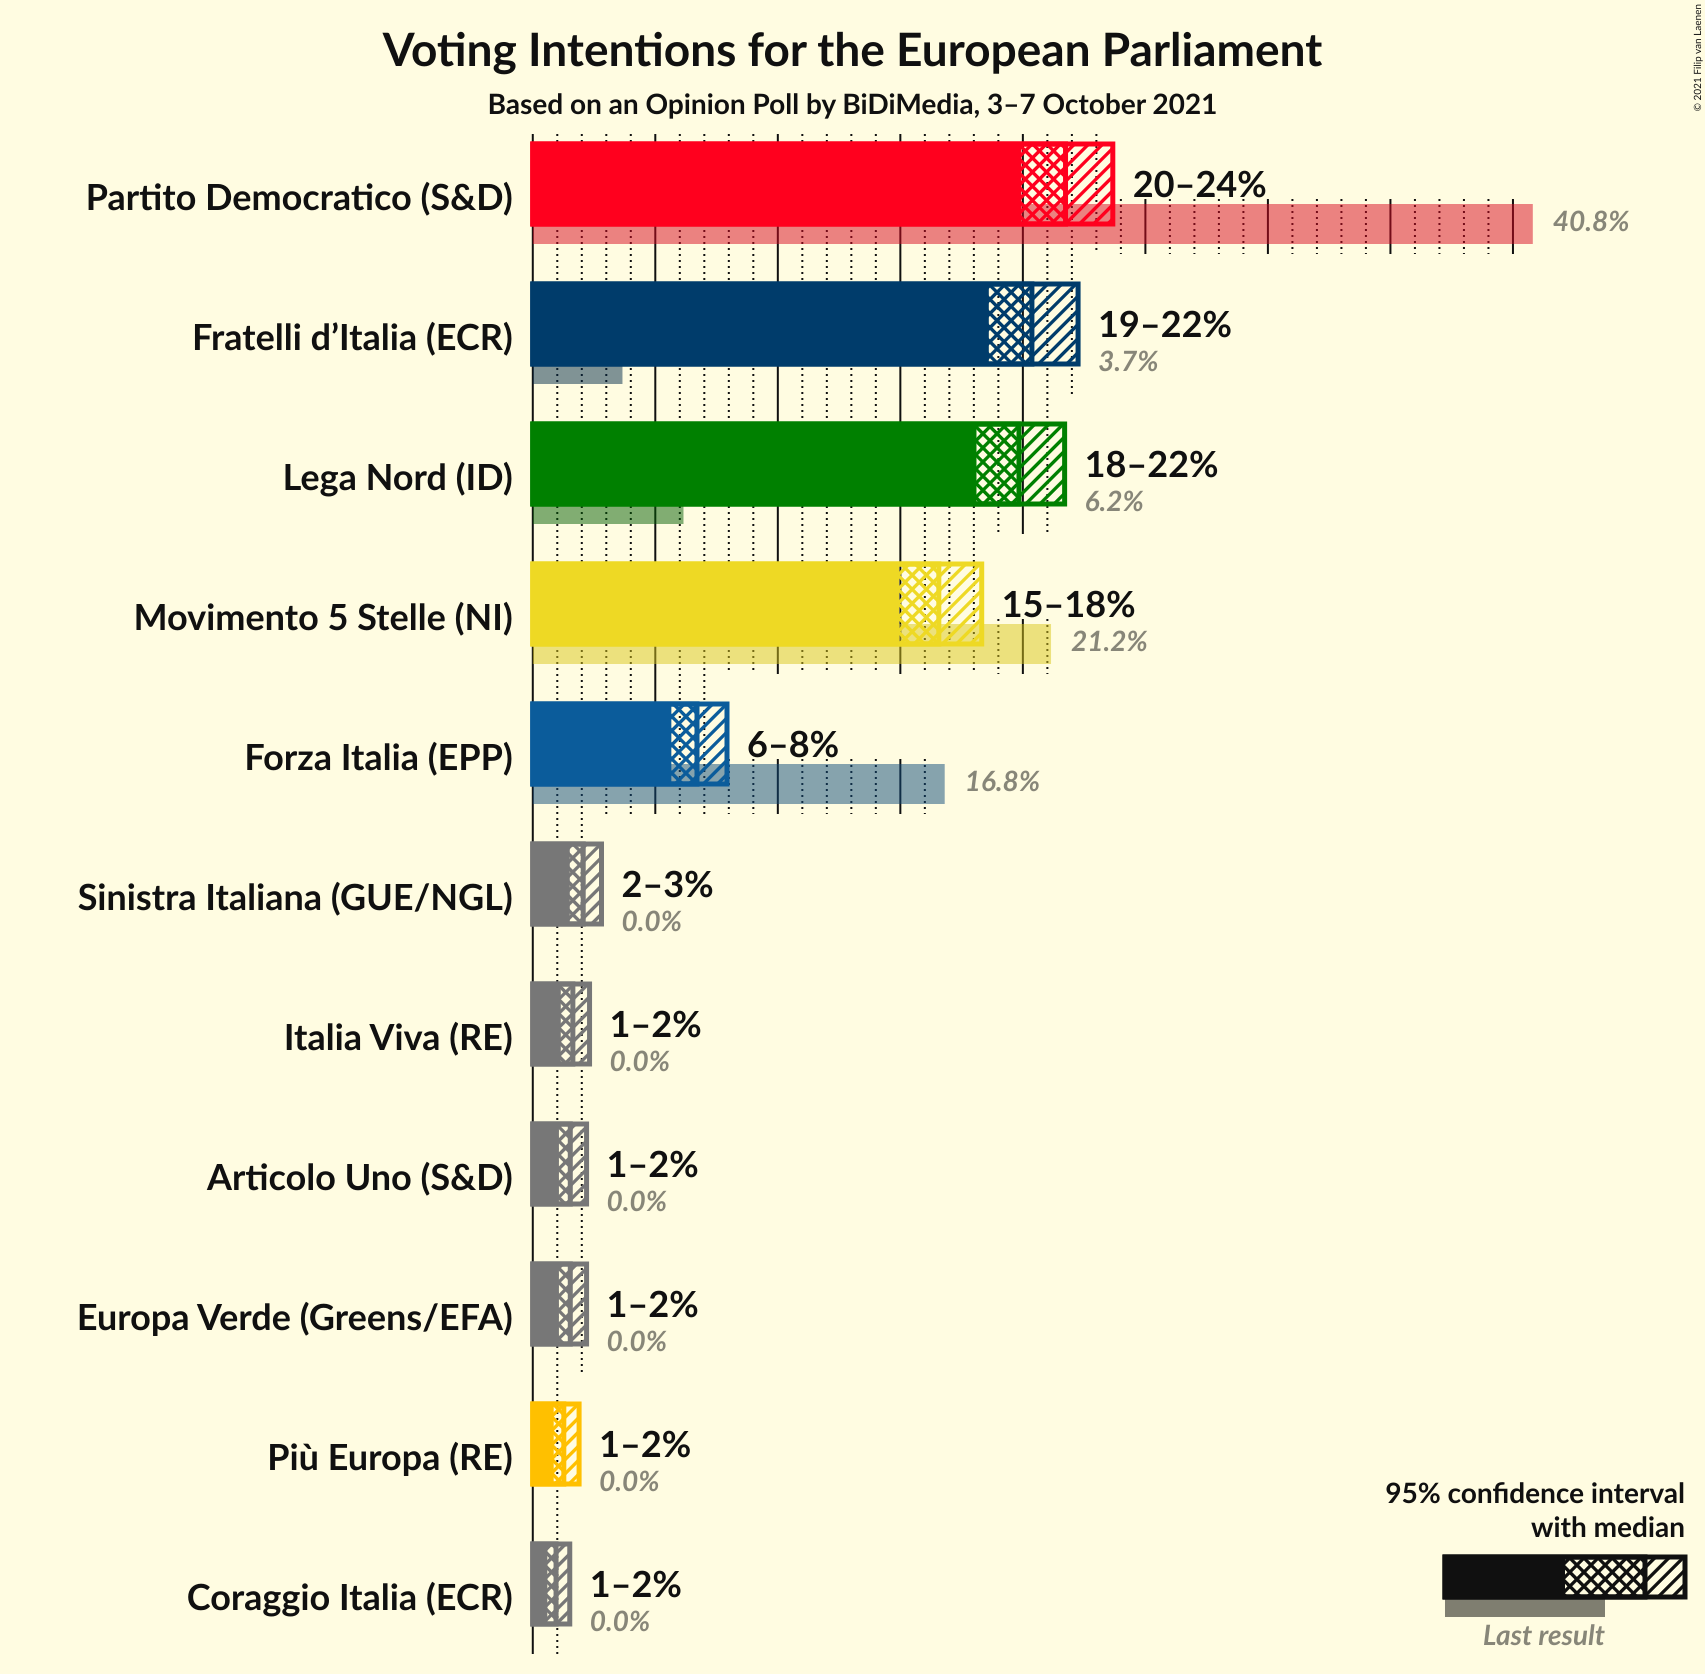 Voting Intentions for the European Parliament
Based on an Opinion Poll by BiDiMedia, 3–7 October 2021
© 2021 Filip van Laenen
Partito Democratico (S&D)
20–24%
40.8%
Fratelli d’Italia (ECR)
19–22%
3.7%
Lega Nord (ID)
18–22%
6.2%
Movimento 5 Stelle (NI)
15–18%
21.2%
Forza Italia (EPP)
6–8%
16.8%
Sinistra Italiana (GUE/NGL)
2–3%
0.0%
Italia Viva (RE)
1–2%
0.0%
Articolo Uno (S&D)
1–2%
0.0%
Europa Verde (Greens/EFA)
1–2%
0.0%
Più Europa (RE)
1–2%
0.0%
Coraggio Italia (ECR)
1–2%
0.0%
95% confidence interval
with median
Last result